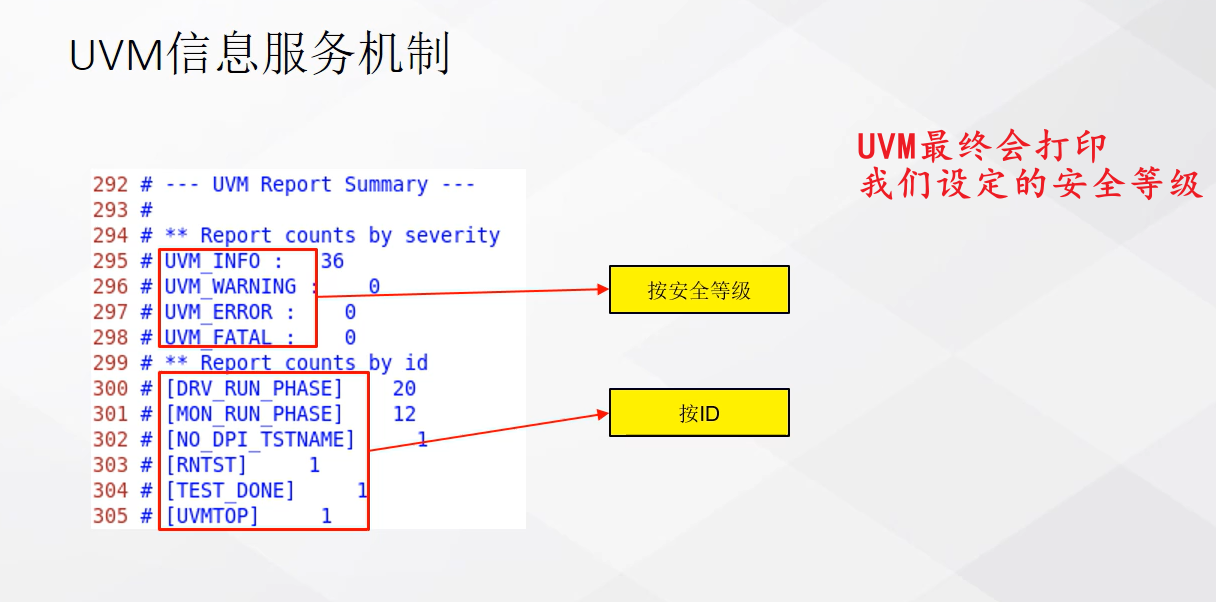 UVM信息服务机制
UVM最终会打印
我们设定的安全等级
292 # --- UVM Report Summary ---
293 #
294 # ** Report counts by severity
295 # UVM_INFO : 36
296 # UVM_WARNING : 0
297 # UVM_ERROR : 0
298 # UVM_FATAL : 0
299 # ** Report counts by id
300 # [DRV_RUN_PHASE] 20
301 # [MON_RUN_PHASE] 12
302 # [NO_DPI_TSTNAME] 1
303 # [RNTST] 1
304 # [TEST_DONE] 1
305 # [UVMTOP] 1
按安全等级
按ID